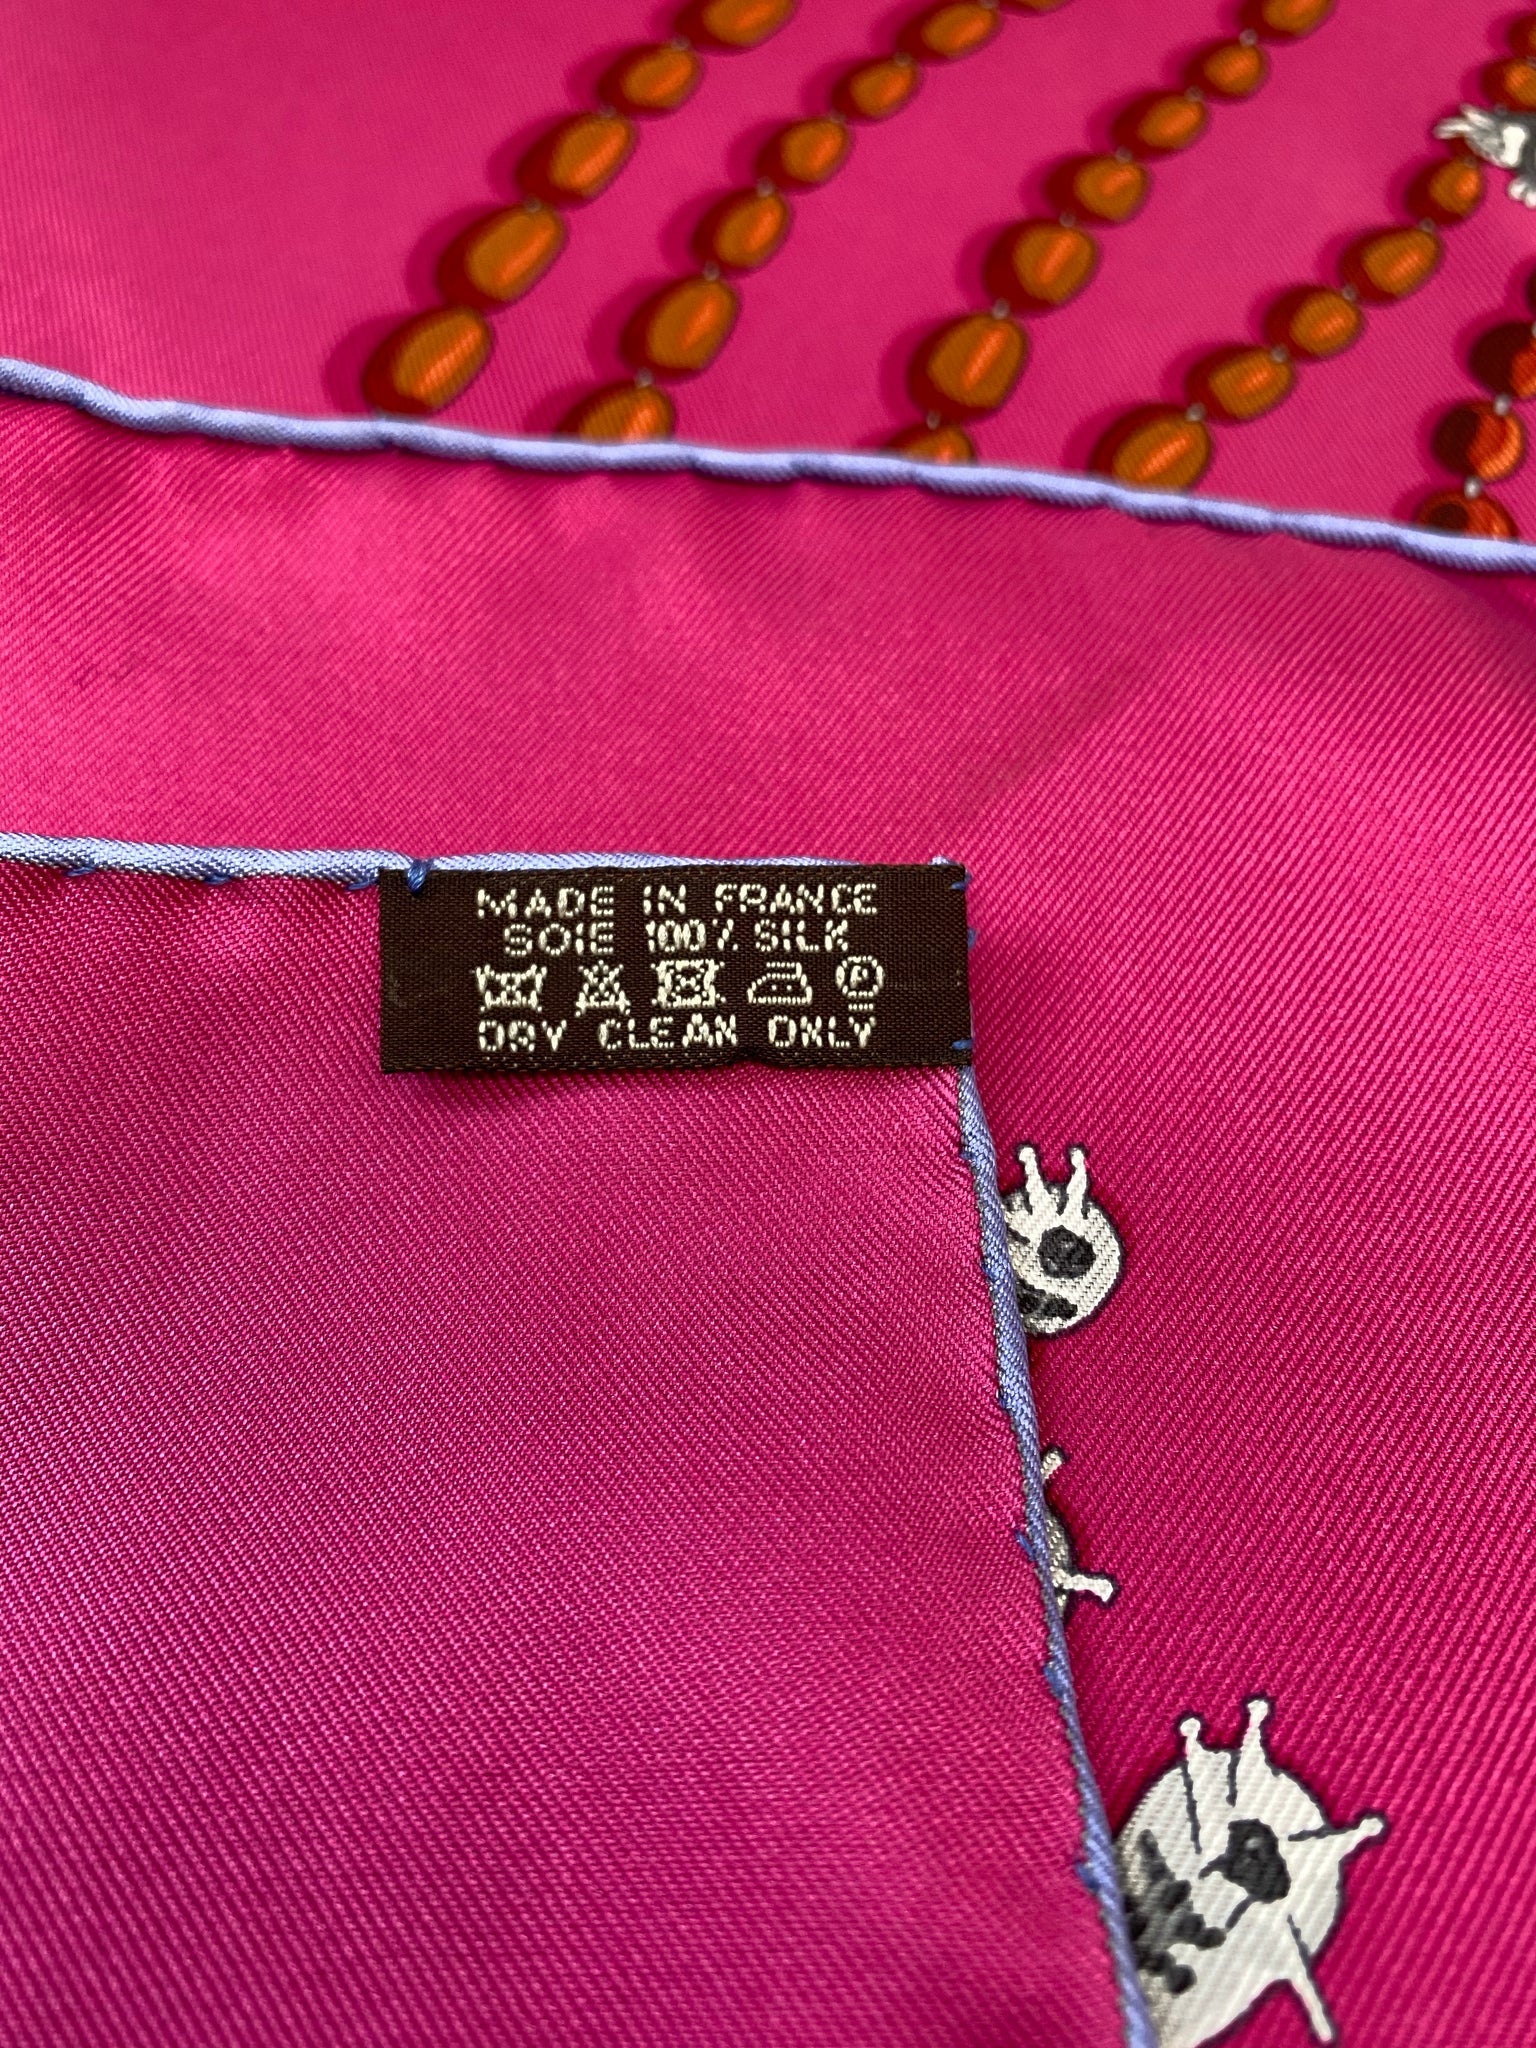 MADE IN FRANCE
SOIE 100% SILK
P
DRY CLEAN ONLY